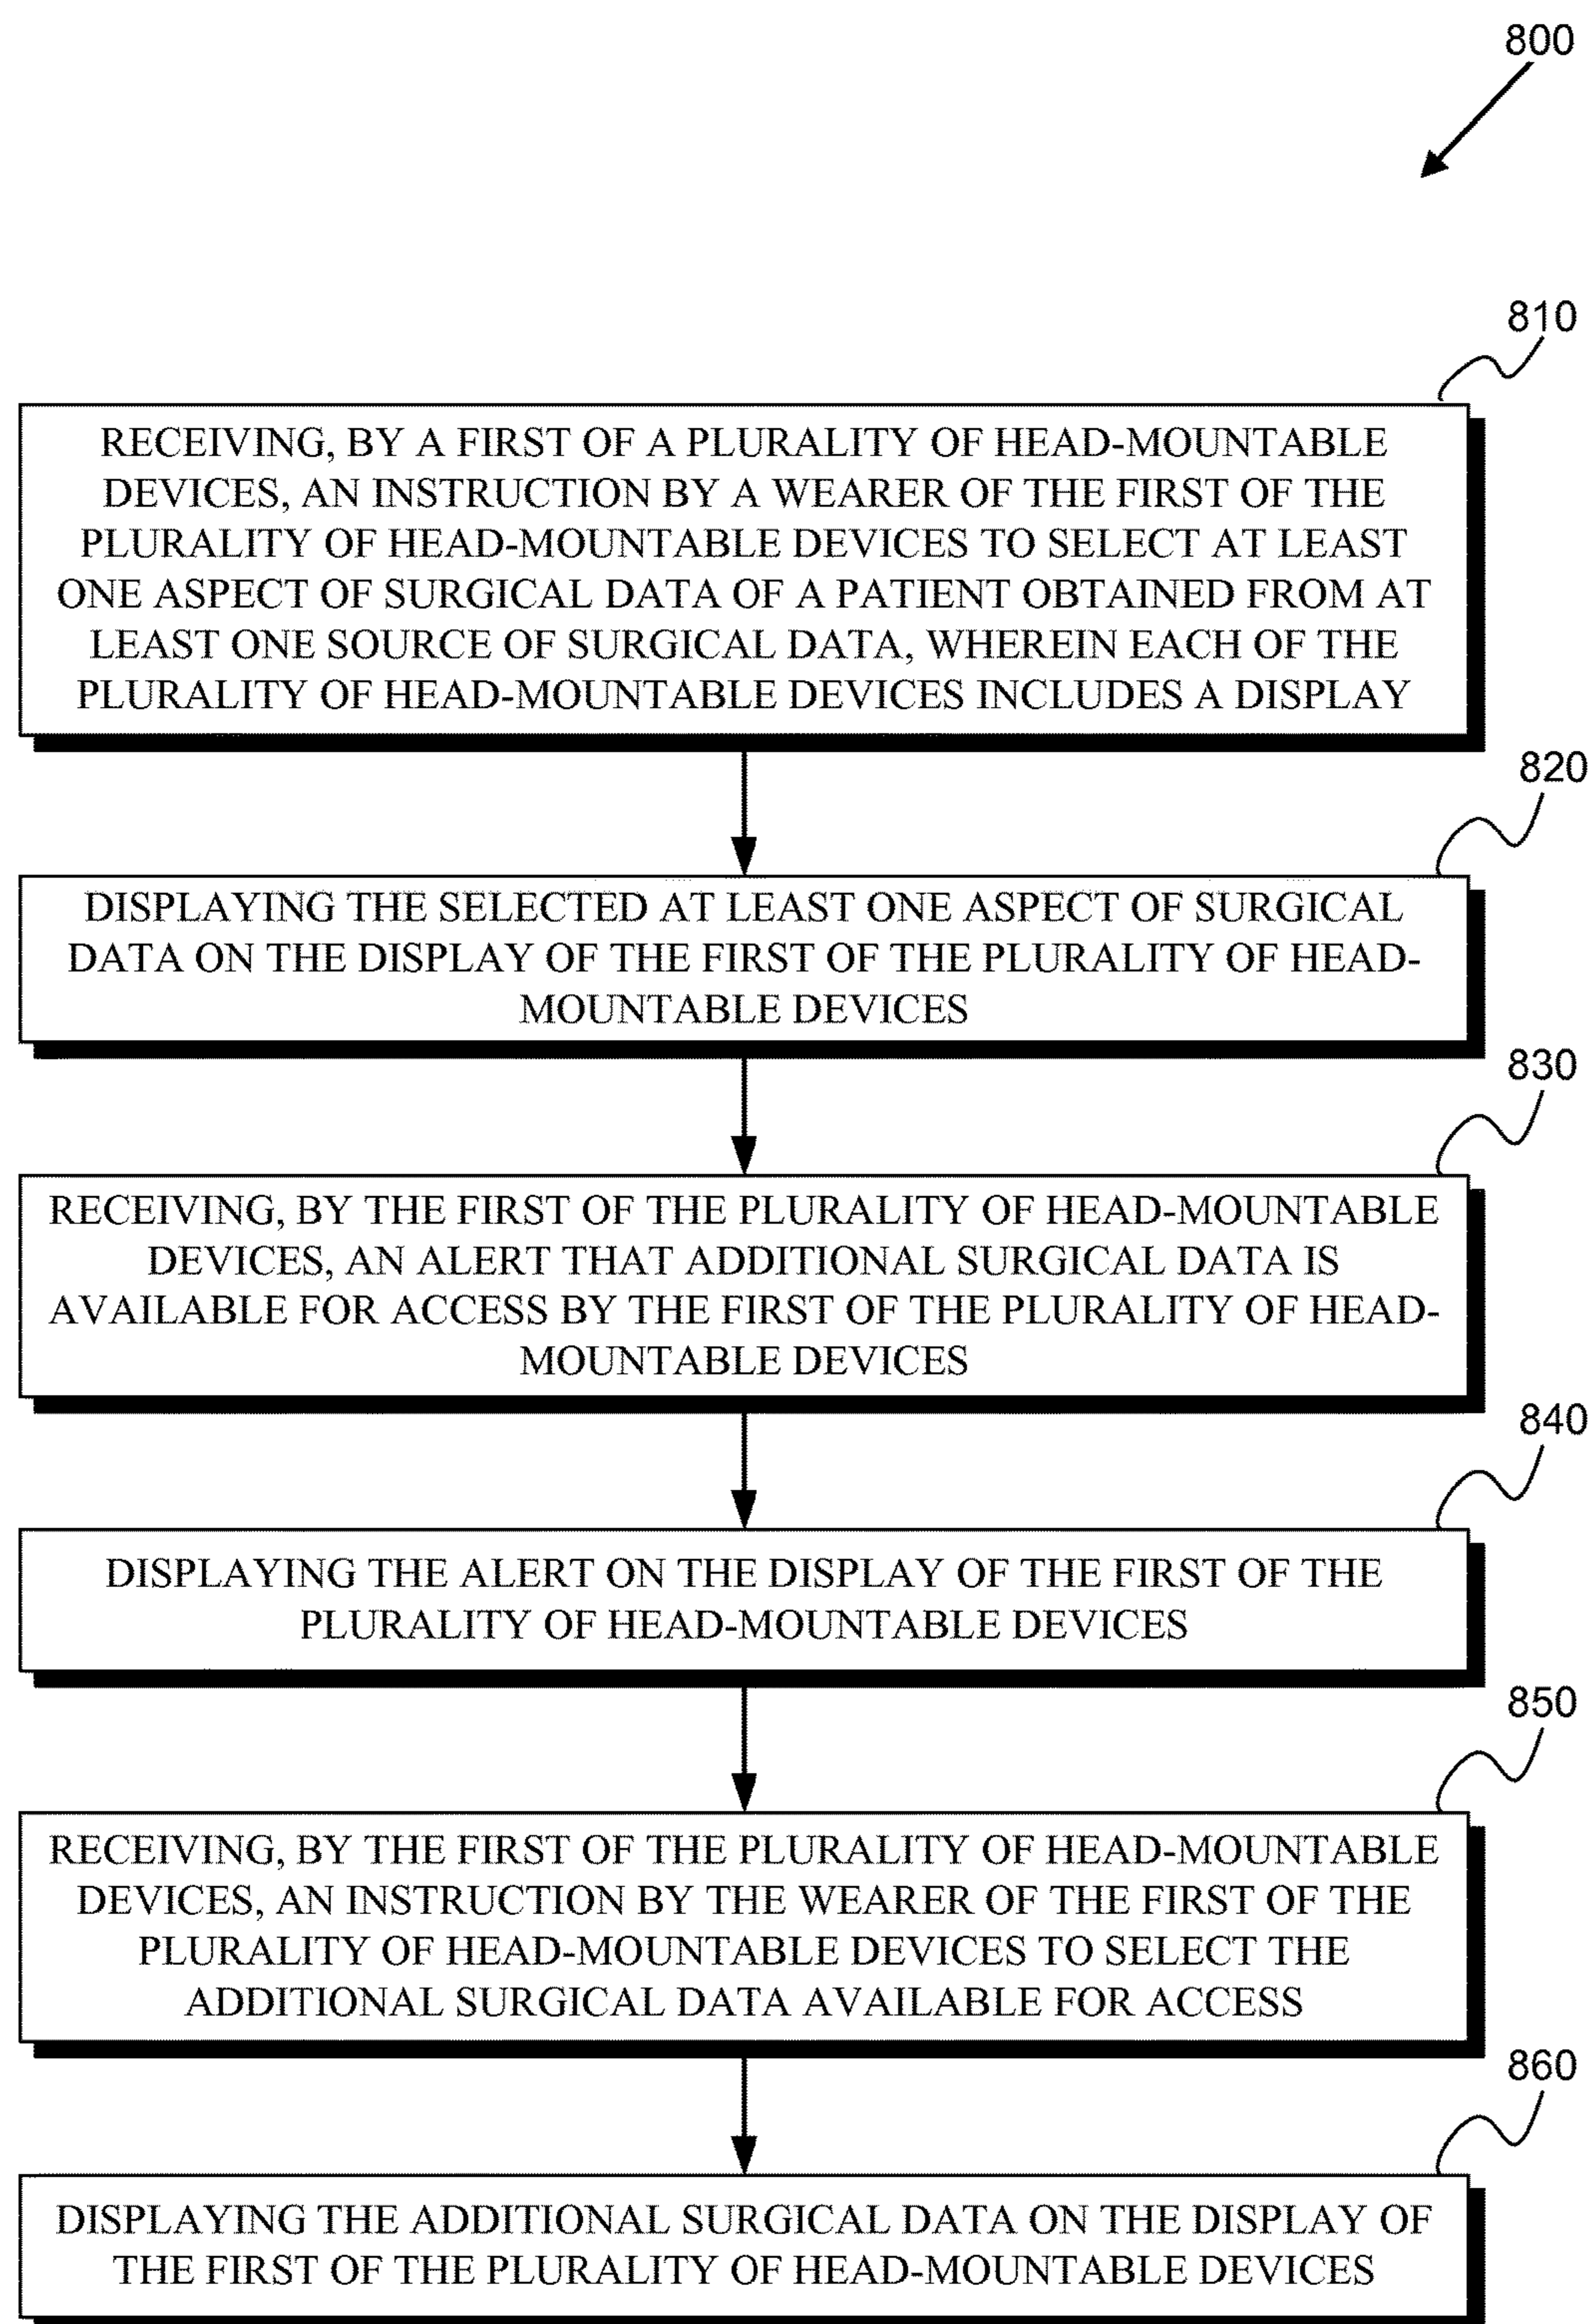 800
810
RECEIVING, BY A FIRST OF A PLURALITY OF HEAD-MOUNTABLE
DEVICES, AN INSTRUCTION BY A WEARER OF THE FIRST OF THE
PLURALITY OF HEAD-MOUNTABLE DEVICES TO SELECT AT LEAST
ONE ASPECT OF SURGICAL DATA OF A PATIENT OBTAINED FROM AT
LEAST ONE SOURCE OF SURGICAL DATA, WHEREIN EACH OF THE
PLURALITY OF HEAD-MOUNTABLE DEVICES INCLUDES A DISPLAY
820
DISPLAYING THE SELECTED AT LEAST ONE ASPECT OF SURGICAL
DATA ON THE DISPLAY OF THE FIRST OF THE PLURALITY OF HEAD-
MOUNTABLE DEVICES
830
RECEIVING, BY THE FIRST OF THE PLURALITY OF HEAD-MOUNTABLE
DEVICES, AN ALERT THAT ADDITIONAL SURGICAL DATA IS
AVAILABLE FOR ACCESS BY THE FIRST OF THE PLURALITY OF HEAD-
MOUNTABLE DEVICES
840
DISPLAYING THE ALERT ON THE DISPLAY OF THE FIRST OF THE
PLURALITY OF HEAD-MOUNTABLE DEVICES
850
RECEIVING, BY THE FIRST OF THE PLURALITY OF HEAD-MOUNTABLE
DEVICES, AN INSTRUCTION BY THE WEARER OF THE FIRST OF THE
PLURALITY OF HEAD-MOUNTABLE DEVICES TO SELECT THE
ADDITIONAL SURGICAL DATA AVAILABLE FOR ACCESS
860
DISPLAYING THE ADDITIONAL SURGICAL DATA ON THE DISPLAY OF
THE FIRST OF THE PLURALITY OF HEAD-MOUNTABLE DEVICES